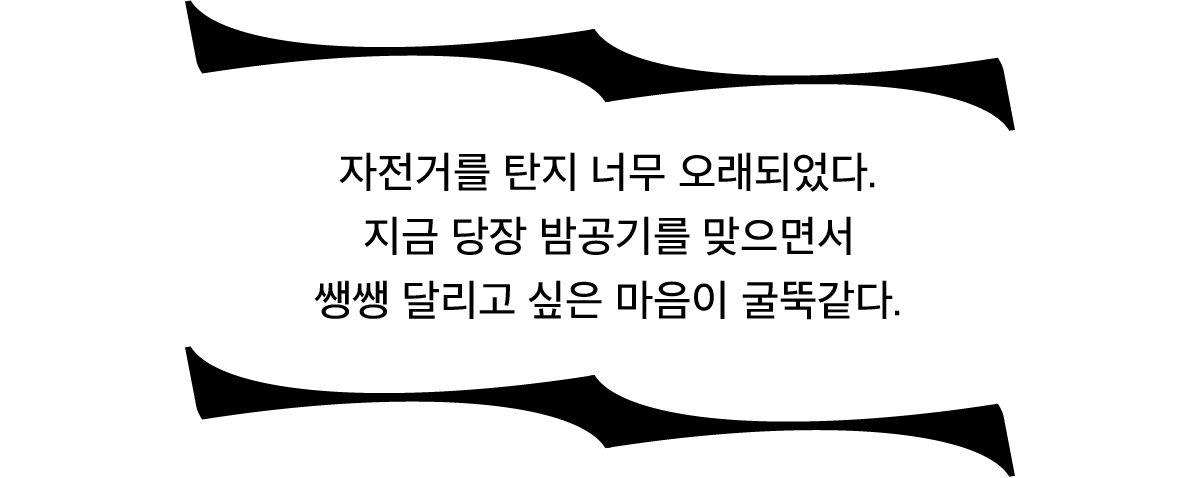 자전거를 탄지 너무 오래되었다.
지금 당장 밤공기를 맞으면서
쌩쌩 달리고 싶은 마음이 굴뚝같다.